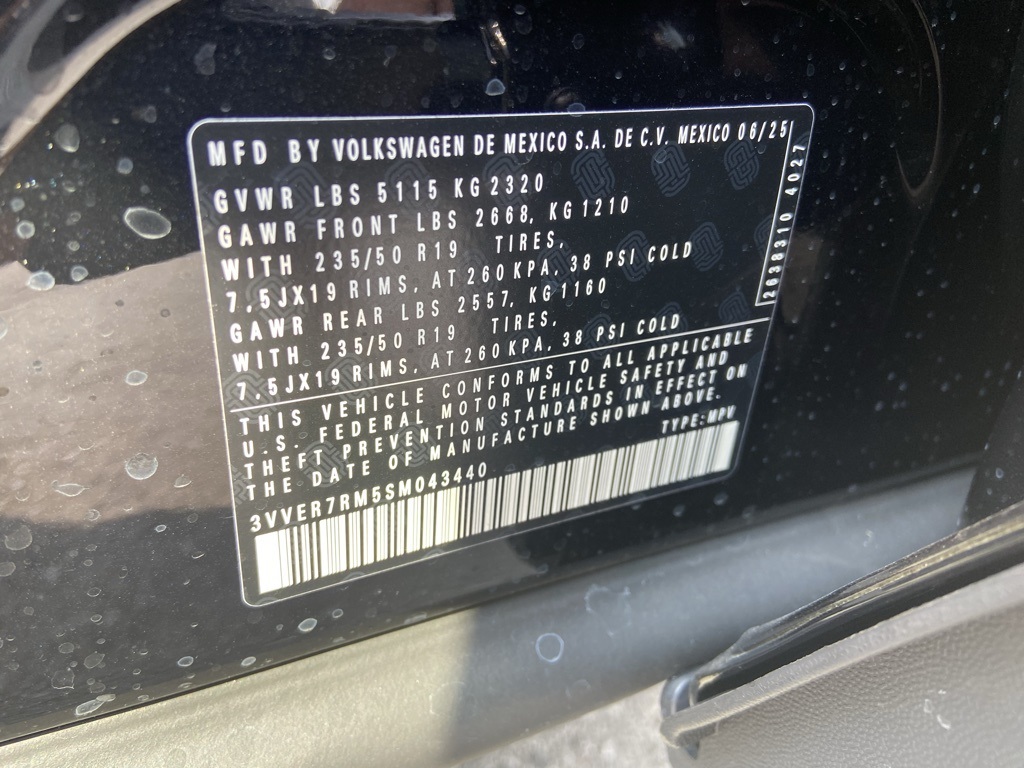 MFD BY VOLKSWAGEN DE MEXICO S.A. DE C.V. MEXICO 06/25
GVWR LBS 5115 KG 2320
GAWR FRONT LBS 2668, KG 1210
WITH 235/50 R19 TIRES,
7,5JX19 RIMS, AT 260 KPA, 38 PSI COLD
GAWR REAR LBS 2557, KG 1160
WITH 235/50 R19 TIRES,
7,5JX19 RIMS, AT 260 KPA, 38 PSI COLD
2638310 4027
THIS VEHICLE CONFORMS TO ALL APPLICABLE
U.S. FEDERAL MOTOR VEHICLE SAFETY AND
THEFT PREVENTION STANDARDS IN EFFECT ON
THE DATE OF MANUFACTURE SHOWN ABOVE.
TYPE: MPV
3VVER7RM5SM043440